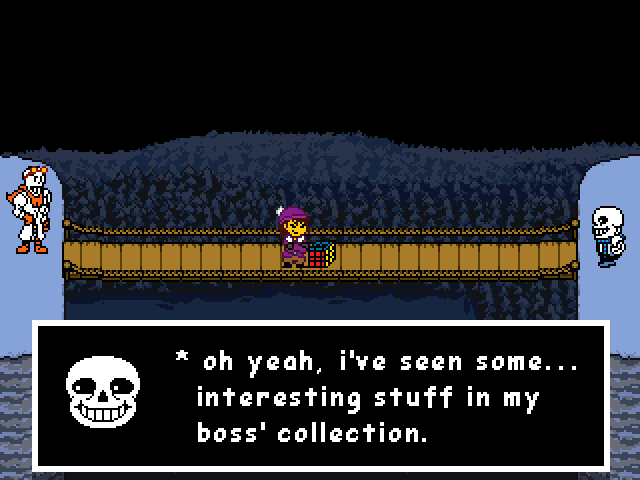 * oh yeah, i've seen some...
interesting stuff in my
boss' collection.